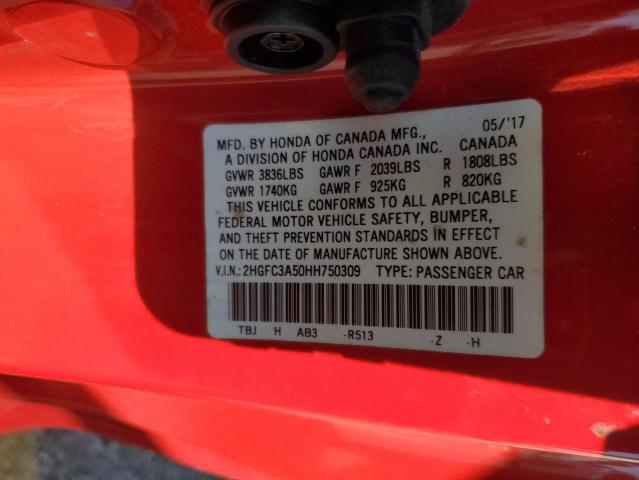 05/'17
MFD. BY HONDA OF CANADA MFG., CANADA
A DIVISION OF HONDA CANADA INC.
GVWR 3836LBS GAWR F 2039LBS R 1808LBS
GVWR 1740KG GAWR F 925KG R 820KG
THIS VEHICLE CONFORMS TO ALL APPLICABLE
FEDERAL MOTOR VEHICLE SAFETY, BUMPER,
AND THEFT PREVENTION STANDARDS IN EFFECT
ON THE DATE OF MANUFACTURE SHOWN ABOVE.
V.I.N.: 2HGFC3A50HH750309 TYPE: PASSENGER CAR
TBJ H AB3 -R513 -Z -H